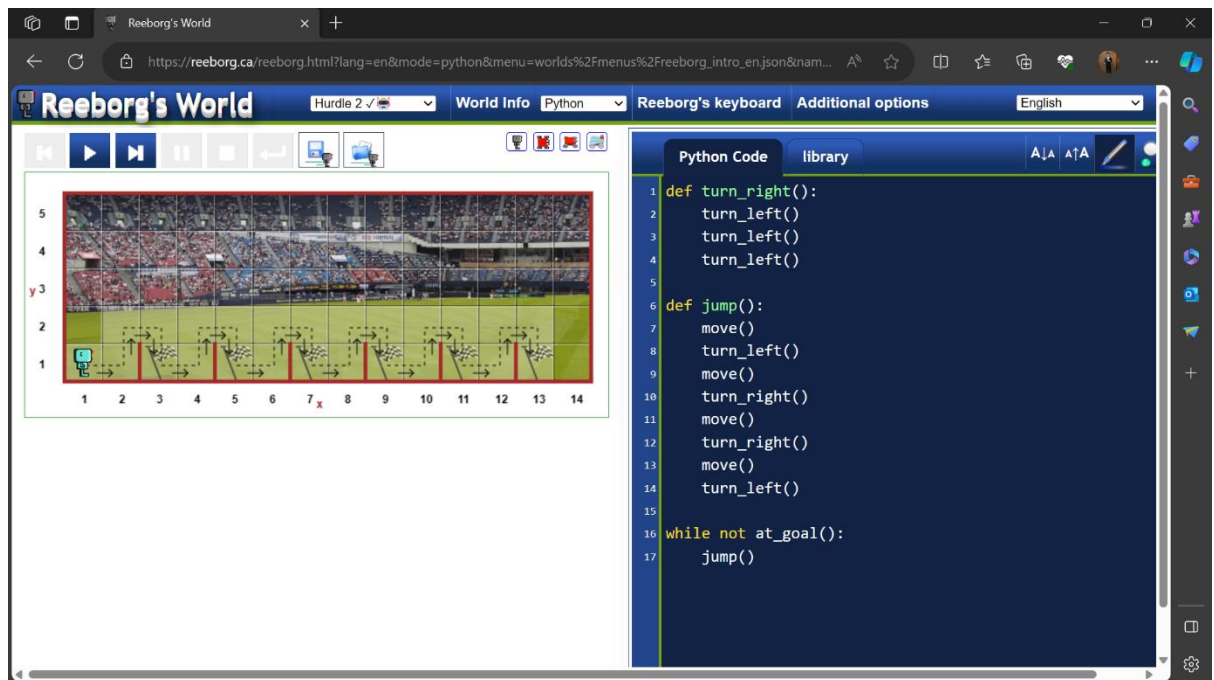 Reeborg's World
https://reeborg.ca/reeborg.html?lang=en&mode=python&menu=worlds%2Fmenus%2Freeborg_intro_en.json&nam...
Reeborg's World
Hurdle 2 ✓
World Info
Python
Reeborg's keyboard
Additional options
English
Python Code
library
A↓A
A↑A
5
4
y 3
2
1
1 2 3 4 5 6 7 x 8 9 10 11 12 13 14
1 def turn_right():
2     turn_left()
3     turn_left()
4     turn_left()
5
6 def jump():
7     move()
8     turn_left()
9     move()
10     turn_right()
11     move()
12     turn_right()
13     move()
14     turn_left()
15
16 while not at_goal():
17     jump()